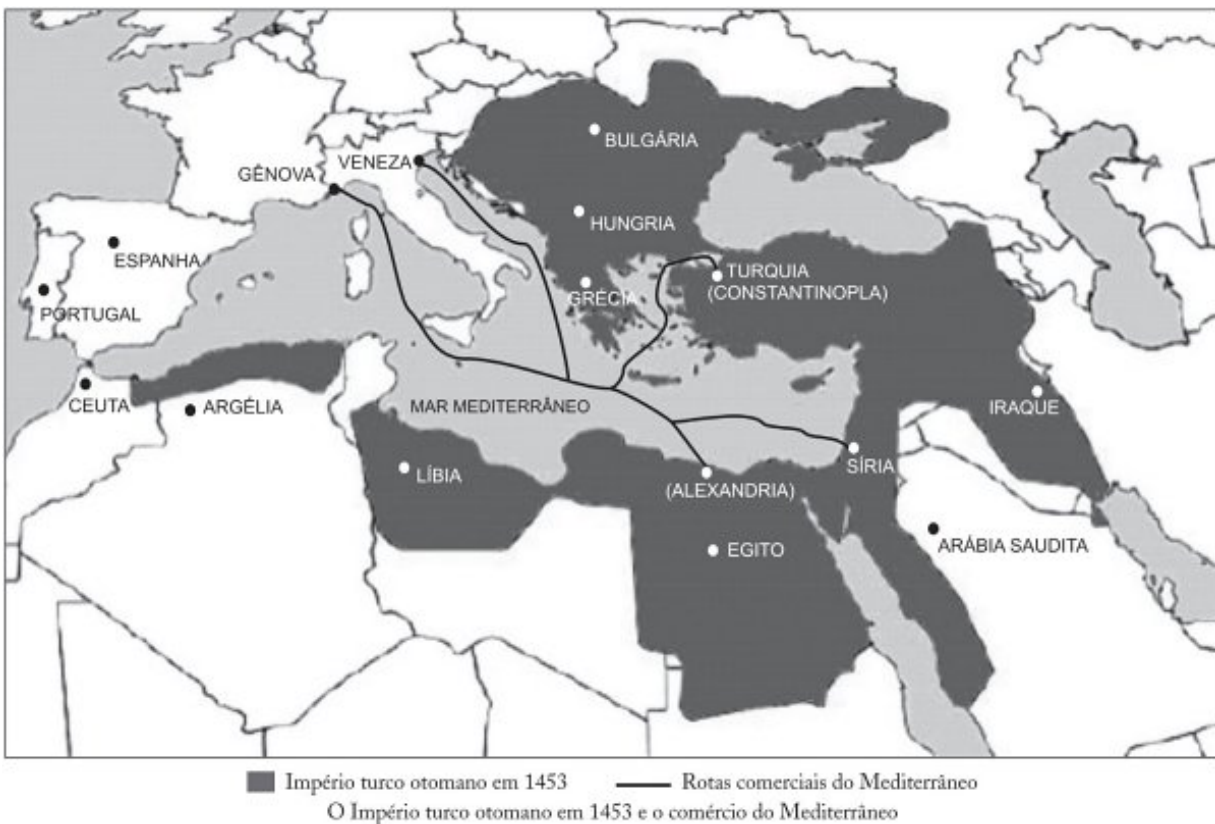 BULGÁRIA
VENEZA
GÊNOVA
HUNGRIA
ESPANHA
TURQUIA
(CONSTANTINOPLA)
GRÉCIA
PORTUGAL
CEUTA
ARGÉLIA
MAR MEDITERRÂNEO
IRAQUE
LÍBIA
SÍRIA
(ALEXANDRIA)
EGITO
ARÁBIA SAUDITA
Império turco otomano em 1453
Rotas comerciais do Mediterrâneo
O Império turco otomano em 1453 e o comércio do Mediterrâneo